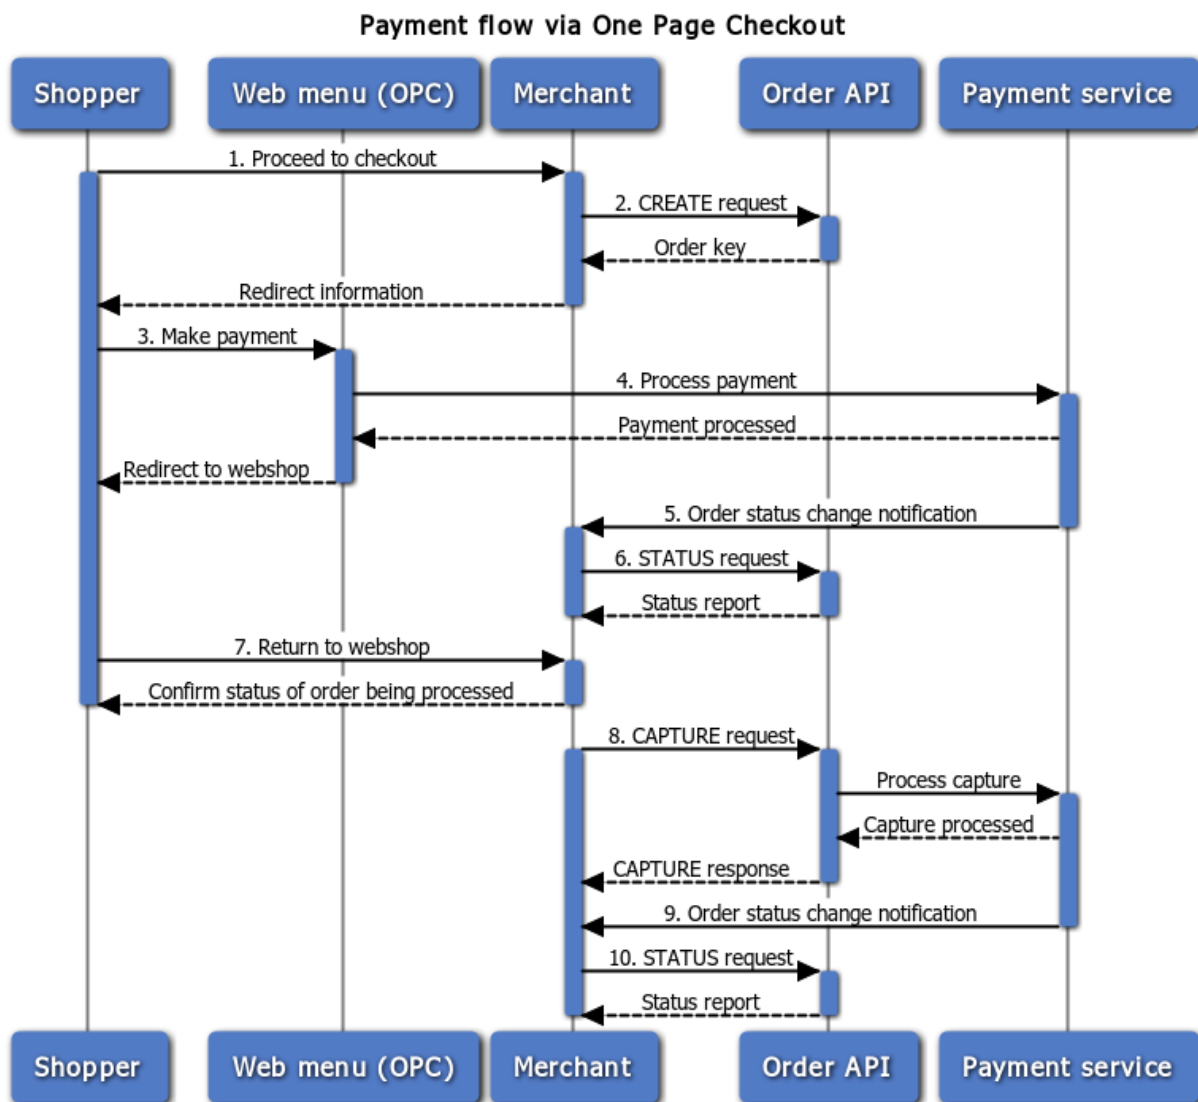 Payment flow via One Page Checkout
Shopper
Web menu (OPC)
Merchant
Order API
Payment service
1. Proceed to checkout
2. CREATE request
Order key
Redirect information
3. Make payment
4. Process payment
Payment processed
Redirect to webshop
5. Order status change notification
6. STATUS request
Status report
7. Return to webshop
Confirm status of order being processed
8. CAPTURE request
Process capture
Capture processed
CAPTURE response
9. Order status change notification
10. STATUS request
Status report
Shopper
Web menu (OPC)
Merchant
Order API
Payment service